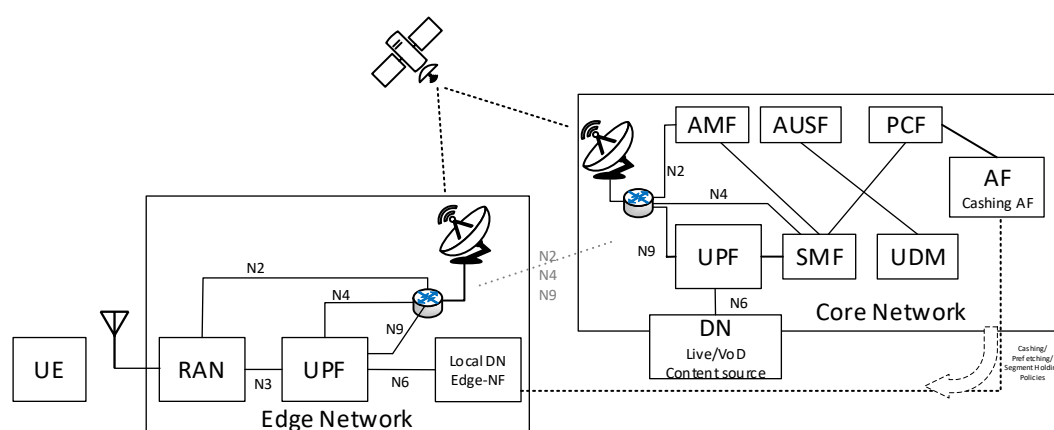 AMF
AUSF
PCF
AF
Cashing AF
N2
N4
N9
UPF
SMF
UDM
N6
Core Network
DN
Live/VoD
Content source
Cashing/
Prefetching/
Segment Holding
Policies
N2
N4
N9
N2
N4
N9
UE
RAN
N3
UPF
N6
Local DN
Edge-NF
Edge Network